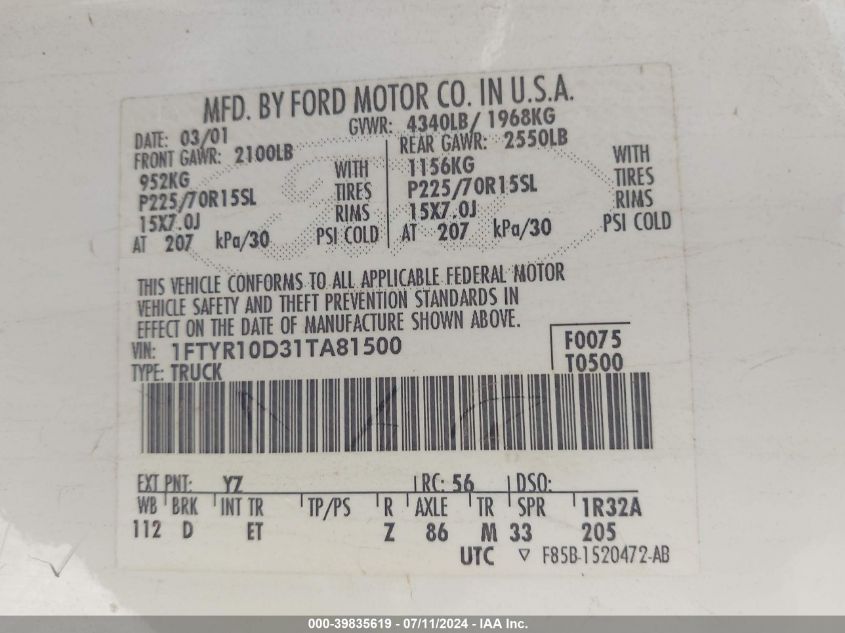 MFD. BY FORD MOTOR CO. IN U.S.A.
DATE: 03/01 GVWR: 4340LB/ 1968KG
FRONT GAWR: 2100LB REAR GAWR: 2550LB
952KG WITH 1156KG WITH
P225/70R15SL TIRES P225/70R15SL TIRES
15X7.0J RIMS 15X7.0J RIMS
AT 207 kPa/30 PSI COLD AT 207 kPa/30 PSI COLD
THIS VEHICLE CONFORMS TO ALL APPLICABLE FEDERAL MOTOR
VEHICLE SAFETY AND THEFT PREVENTION STANDARDS IN
EFFECT ON THE DATE OF MANUFACTURE SHOWN ABOVE.
VIN: 1FTYR10D31TA81500 F0075
TYPE: TRUCK T0500
EXT PNT: YZ RC: 56 DSO:
WB BRK INT TR TP/PS R AXLE TR SPR 1R32A
112 D ET Z 86 M 33 205
UTC ▽ F85B-1520472-AB
000-39835619 - 07/11/2024 - IAA Inc.